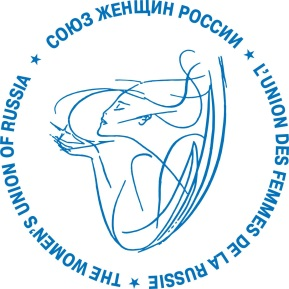 СОЮЗ ЖЕНЩИН РОССИИ
L'UNION DES FEMMES DE LA RUSSIE
THE WOMEN'S UNION OF RUSSIA